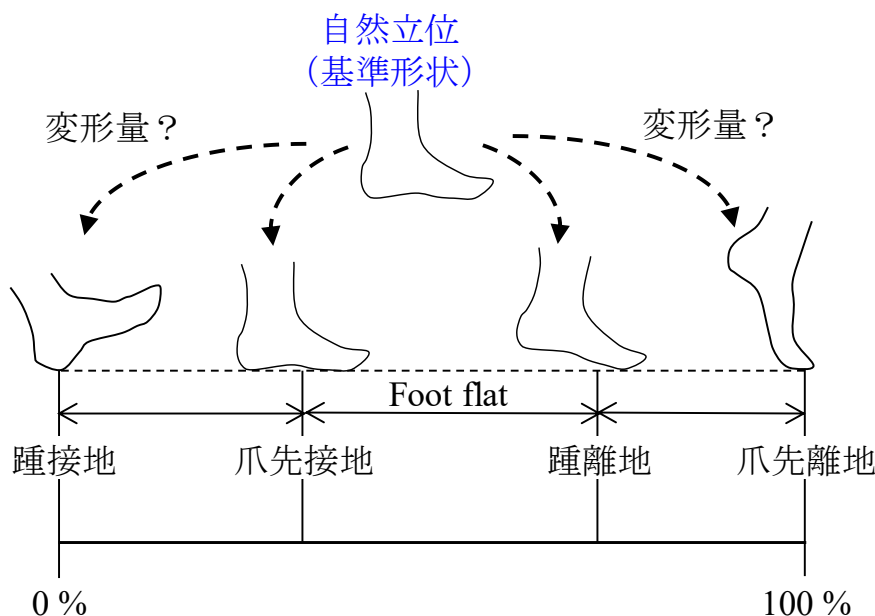 自然立位
(基準形状)
変形量？
変形量？
Foot flat
踵接地
爪先接地
踵離地
爪先離地
0 %
100 %